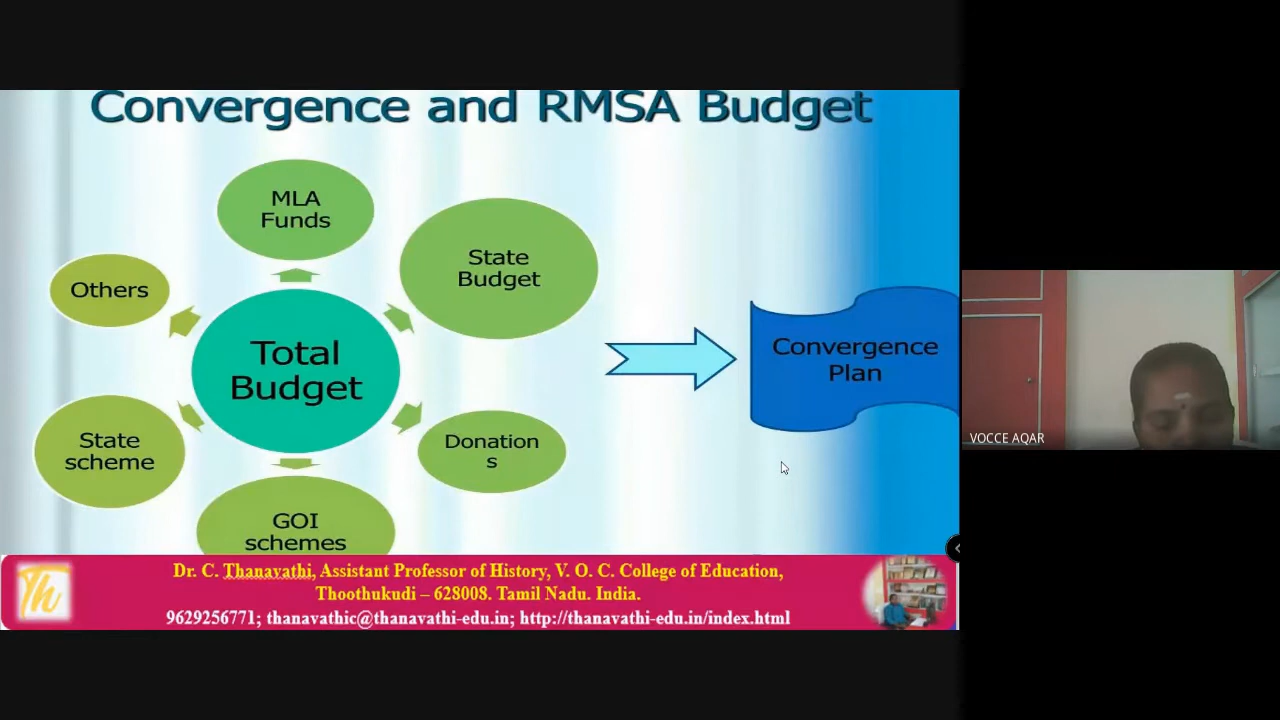 Convergence and RMSA Budget
MLA
Funds
State
Budget
Others
Total
Budget
Convergence
Plan
State
scheme
Donation
s
GOI
schemes
VOCCE AQAR
Th
Dr. C. Thanavathi, Assistant Professor of History, V. O. C. College of Education,
Thoothukudi – 628008. Tamil Nadu. India.
9629256771; thanavathic@thanavathi-edu.in; http://thanavathi-edu.in/index.html